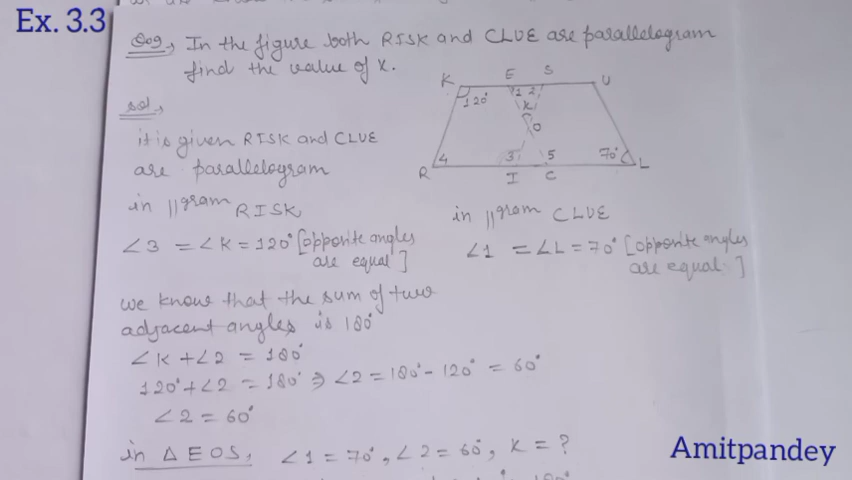 Ex. 3.3
Q09, In the figure both RISK and CLUE are parallelogram
find the value of x.
K E S U
120° 1 2
x
O
sol,
it is given RISK and CLUE
are parallelogram
4 3 5 70°
R I C L
in ||gram RISK
∠3 = ∠K = 120° [opposite angles
are equal]
in ||gram CLUE
∠1 = ∠L = 70° [opposite angles
are equal]
we know that the sum of two
adjacent angles is 180°
∠K + ∠2 = 180°
120° + ∠2 = 180° ⇒ ∠2 = 180° - 120° = 60°
∠2 = 60°
in △ EOS, ∠1 = 70°, ∠2 = 60°, x = ?
Amitpandey